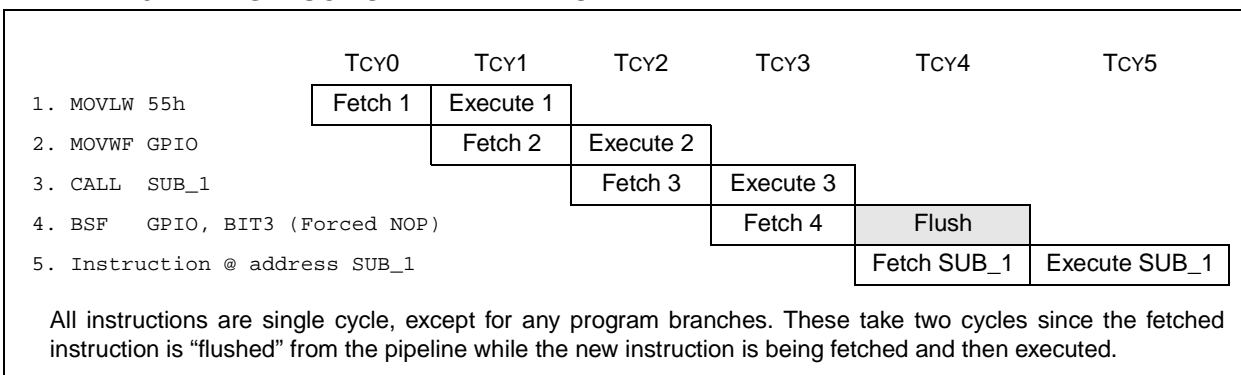 TCY0 TCY1 TCY2 TCY3 TCY4 TCY5
1. MOVLW 55h Fetch 1 Execute 1
2. MOVWF GPIO Fetch 2 Execute 2
3. CALL SUB_1 Fetch 3 Execute 3
4. BSF GPIO, BIT3 (Forced NOP) Fetch 4 Flush
5. Instruction @ address SUB_1 Fetch SUB_1 Execute SUB_1
All instructions are single cycle, except for any program branches. These take two cycles since the fetched
instruction is “flushed” from the pipeline while the new instruction is being fetched and then executed.